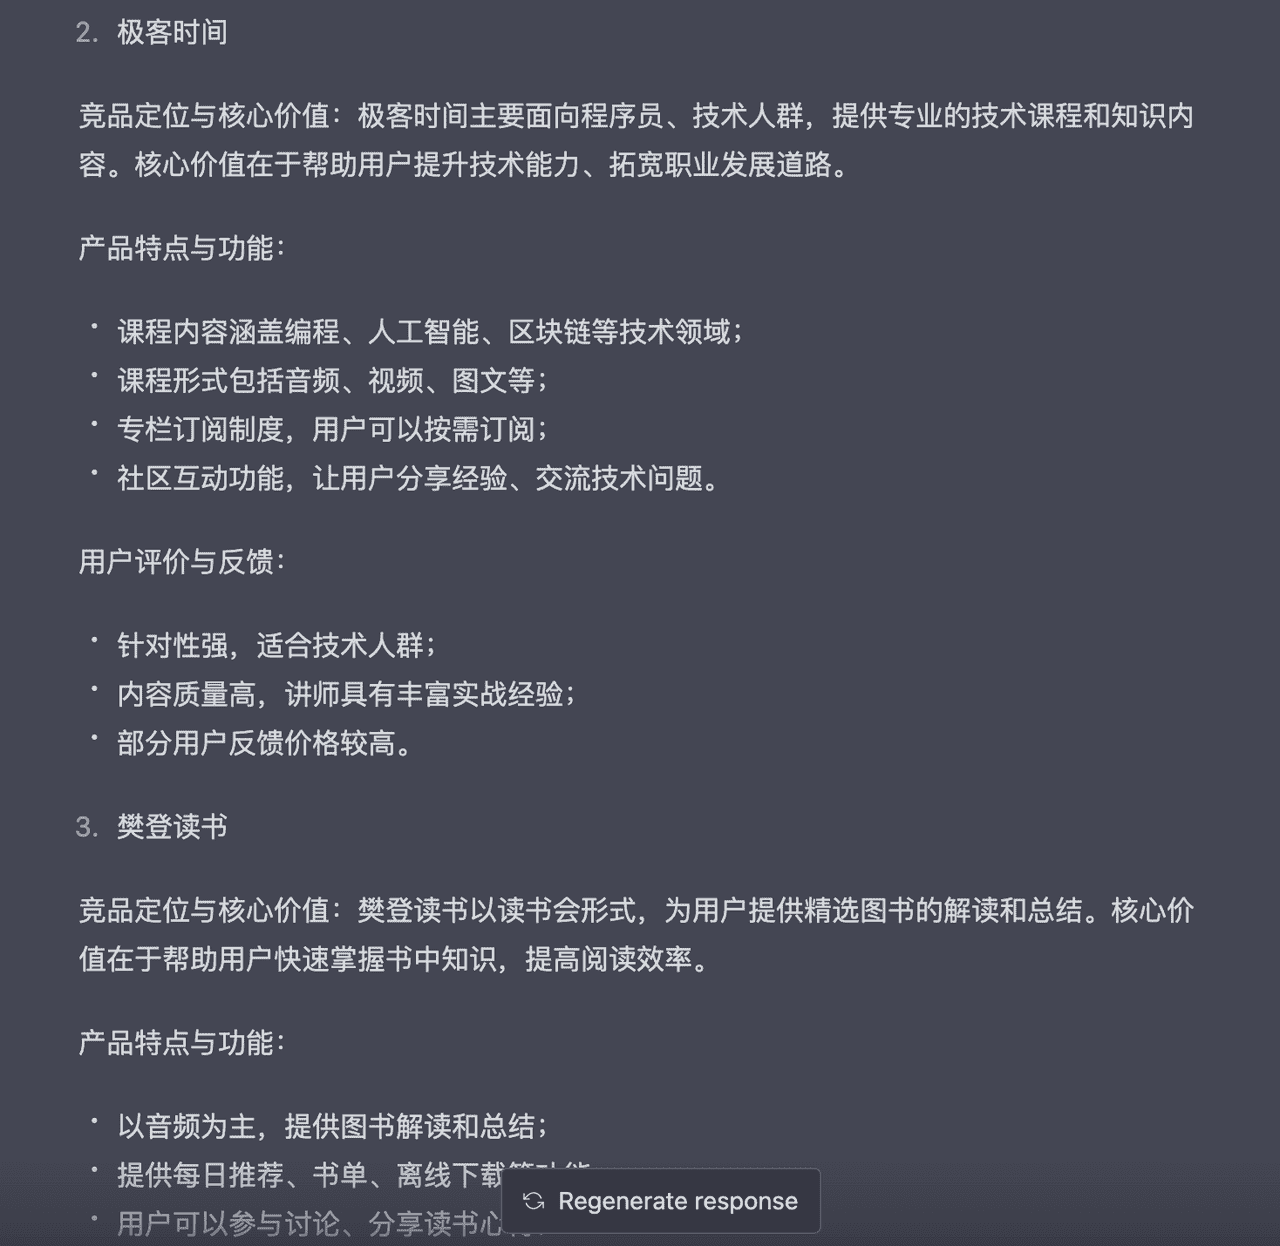 2. 极客时间
竞品定位与核心价值：极客时间主要面向程序员、技术人群，提供专业的技术课程和知识内
容。核心价值在于帮助用户提升技术能力、拓宽职业发展道路。
产品特点与功能：
• 课程内容涵盖编程、人工智能、区块链等技术领域；
• 课程形式包括音频、视频、图文等；
• 专栏订阅制度，用户可以按需订阅；
• 社区互动功能，让用户分享经验、交流技术问题。
用户评价与反馈：
• 针对性强，适合技术人群；
• 内容质量高，讲师具有丰富实战经验；
• 部分用户反馈价格较高。
3. 樊登读书
竞品定位与核心价值：樊登读书以读书会形式，为用户提供精选图书的解读和总结。核心价
值在于帮助用户快速掌握书中知识，提高阅读效率。
产品特点与功能：
• 以音频为主，提供图书解读和总结；
• 提供每日推荐、书单、离线下载
• 用户可以参与讨论、分享读书心
Regenerate response